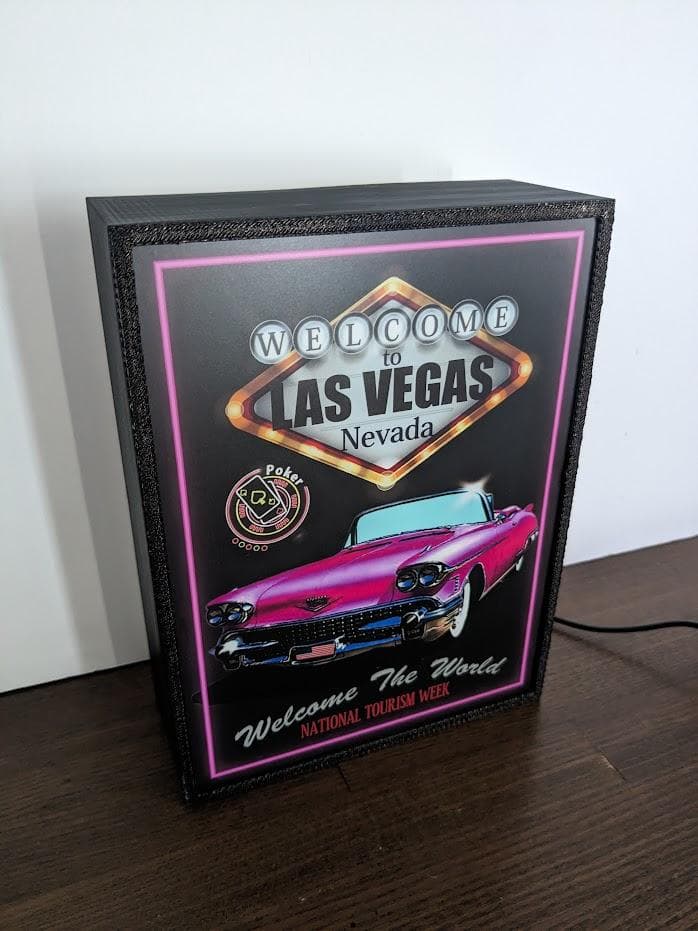 WELCOME
to
LAS VEGAS
Nevada
Poker
Welcome The World
NATIONAL TOURISM WEEK